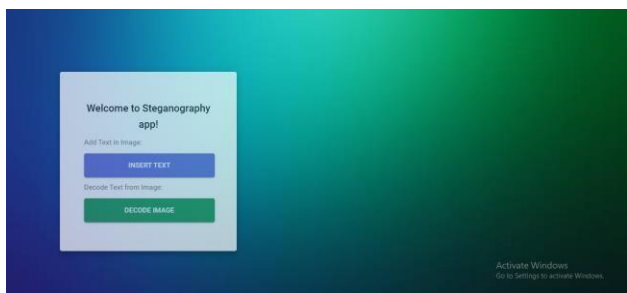 Welcome to Steganography
app!
Add Text in Image:
INSERT TEXT
Decode Text from Image:
DECODE IMAGE
Activate Windows
Go to Settings to activate Windows.